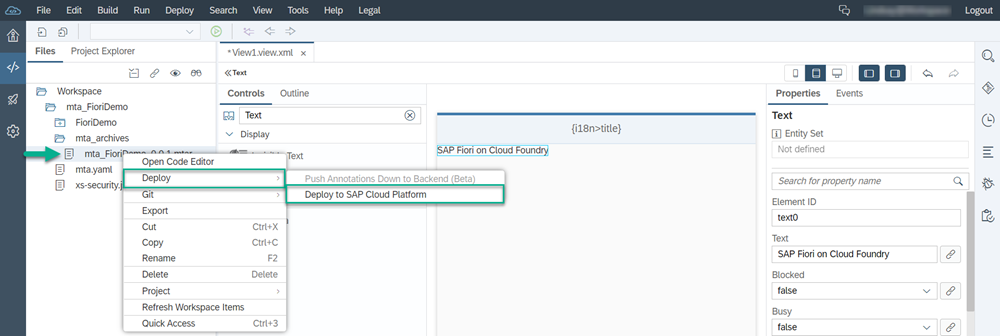 File Edit Build Run Deploy Search View Tools Help Legal Logout
Files Project Explorer
*View1.view.xml ×
Text
Controls Outline
Text
Display
Text
Workspace
mta_FioriDemo
FioriDemo
mta_archives
mta_FioriDemo_0.0.1.mtar
mta.yaml
xs-security.j
Open Code Editor
Deploy
Git
Export
Cut Ctrl+X
Copy Ctrl+C
Rename F2
Delete Delete
Project
Refresh Workspace Items
Quick Access Ctrl+3
Push Annotations Down to Backend (Beta)
Deploy to SAP Cloud Platform
{i18n>title}
SAP Fiori on Cloud Foundry
Properties Events
Text
Entity Set
Not defined
Search for property name
Element ID
text0
Text
SAP Fiori on Cloud Foundry
Blocked
false
Busy
false